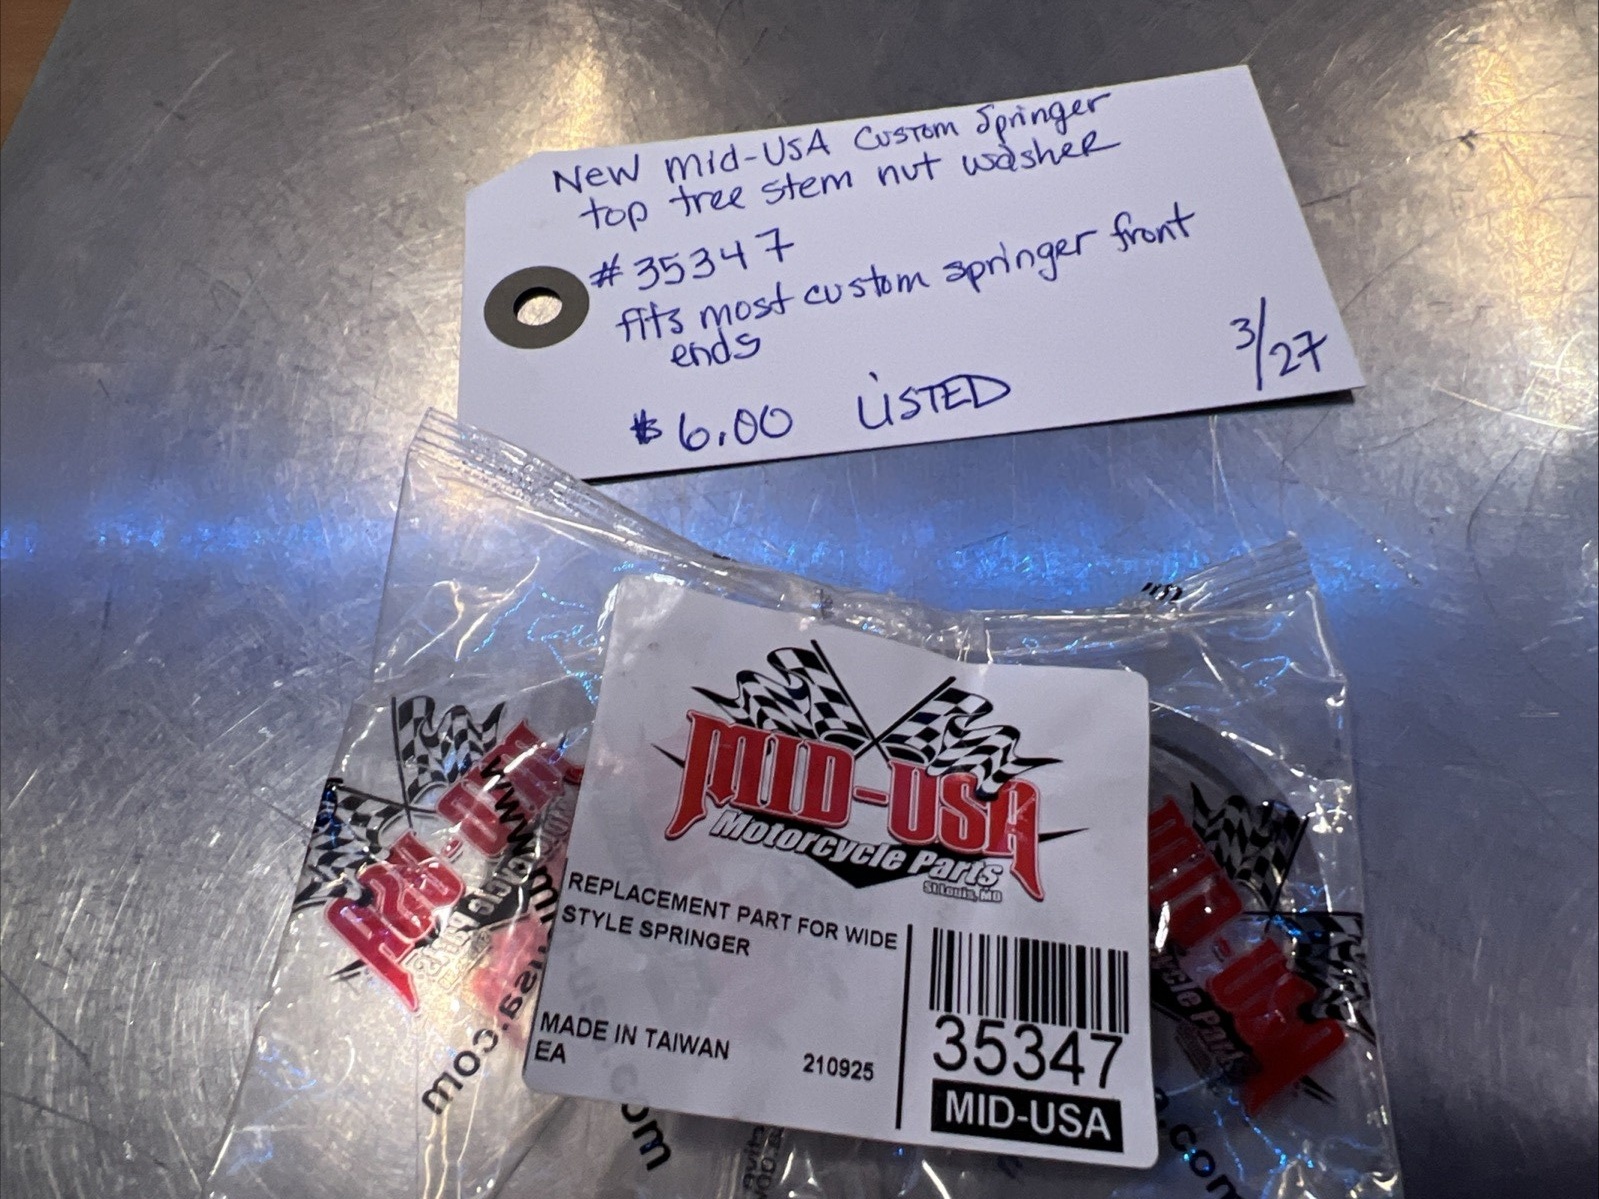 New Mid-USA Custom Springer
top tree stem nut washer
#35347
fits most custom springer front
ends
$6.00 LISTED
3/27
MID-USA
Motorcycle Parts
St Louis, MO
REPLACEMENT PART FOR WIDE
STYLE SPRINGER
MADE IN TAIWAN
EA
210925
35347
MID-USA